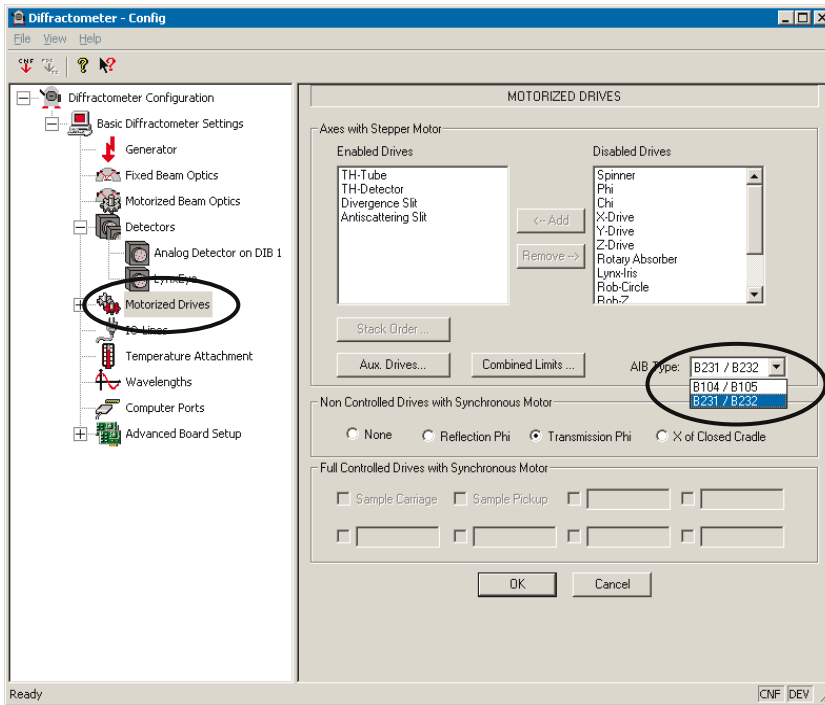 Diffractometer - Config
File View Help
CNF
Diffractometer Configuration
Basic Diffractometer Settings
Generator
Fixed Beam Optics
Motorized Beam Optics
Detectors
Analog Detector on DIB 1
LynxEye
Motorized Drives
IO Lines
Temperature Attachment
Wavelengths
Computer Ports
Advanced Board Setup
MOTORIZED DRIVES
Axes with Stepper Motor
Enabled Drives
TH-Tube
TH-Detector
Divergence Slit
Antiscattering Slit
<-- Add
Remove -->
Disabled Drives
Spinner
Phi
Chi
X-Drive
Y-Drive
Z-Drive
Rotary Absorber
Lynx-Iris
Rob-Circle
Rob-Z
Stack Order ...
Aux. Drives...
Combined Limits ...
AIB Type:
B231 / B232
B104 / B105
B231 / B232
Non Controlled Drives with Synchronous Motor
None Reflection Phi Transmission Phi X of Closed Cradle
Full Controlled Drives with Synchronous Motor
Sample Carriage Sample Pickup
OK Cancel
Ready
CNF DEV